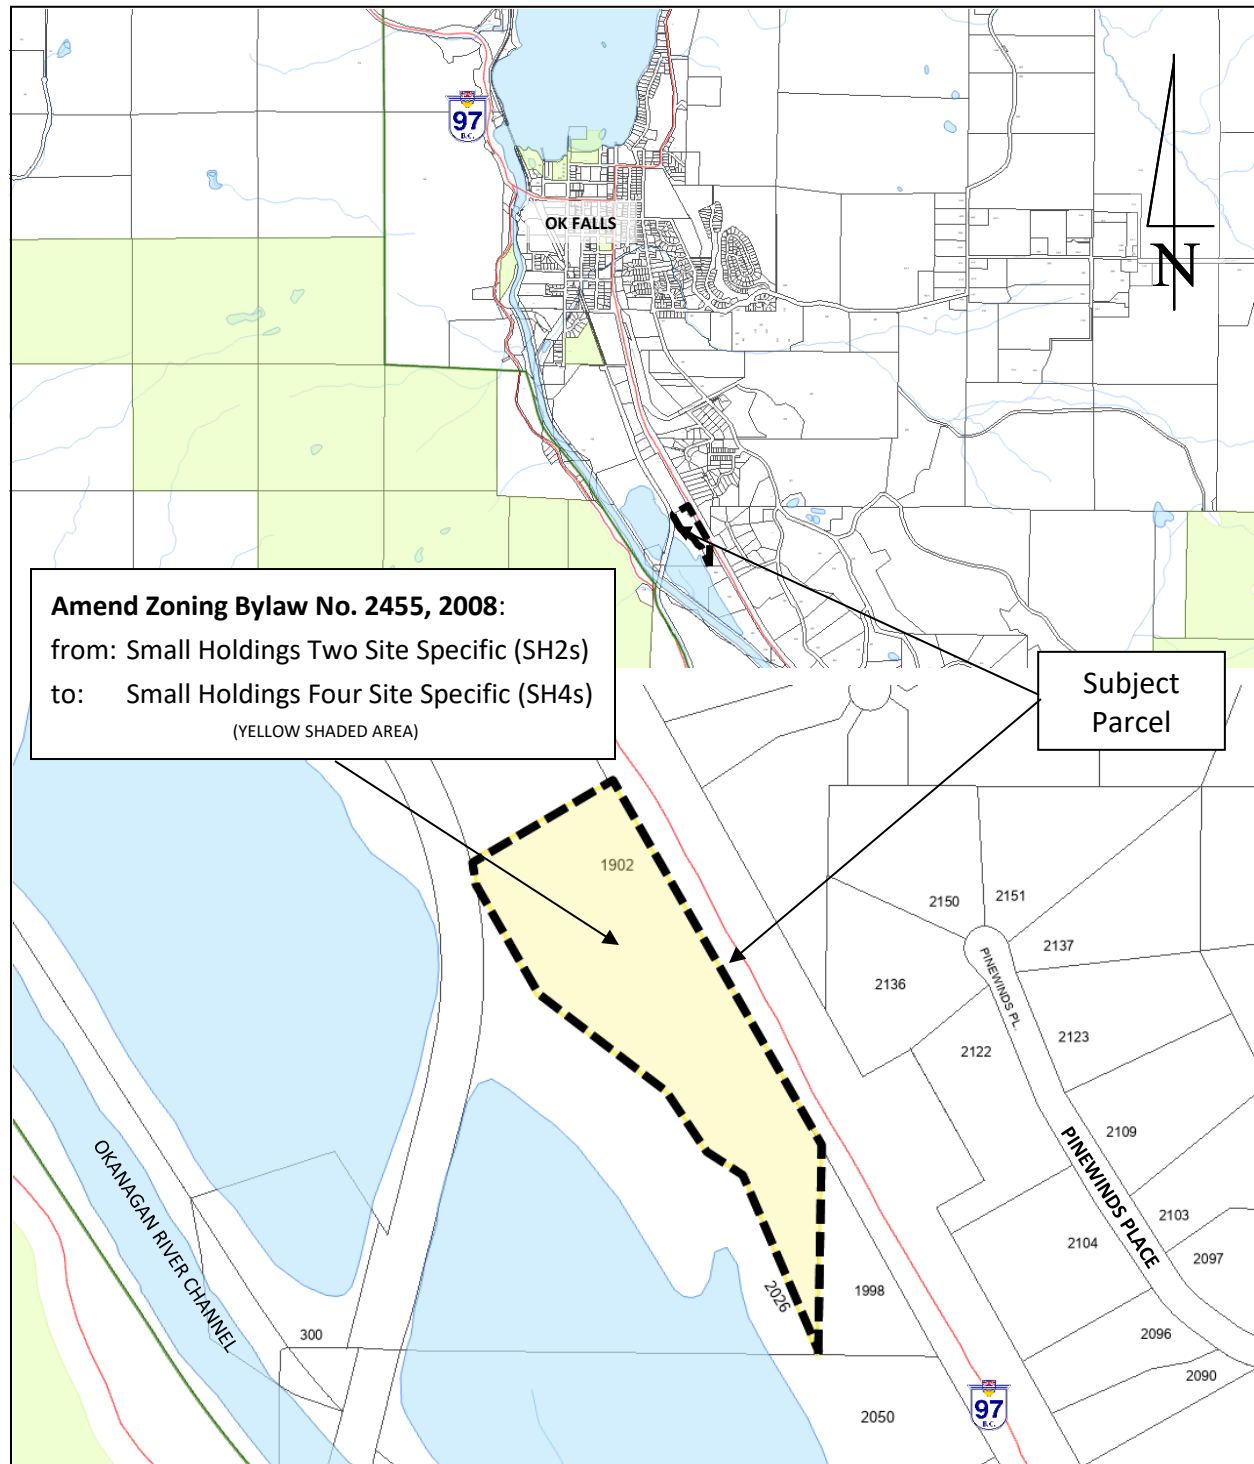 97
B.C.
OK FALLS
N
Amend Zoning Bylaw No. 2455, 2008:
from: Small Holdings Two Site Specific (SH2s)
to: Small Holdings Four Site Specific (SH4s)
(YELLOW SHADED AREA)
Subject
Parcel
1902
2150
2151
2137
2136
PINEWINDS PL.
2122
2123
2109
PINEWINDS PLACE
2103
2104
2097
OKANAGAN RIVER CHANNEL
2026
1998
300
2096
2090
97
B.C.
2050